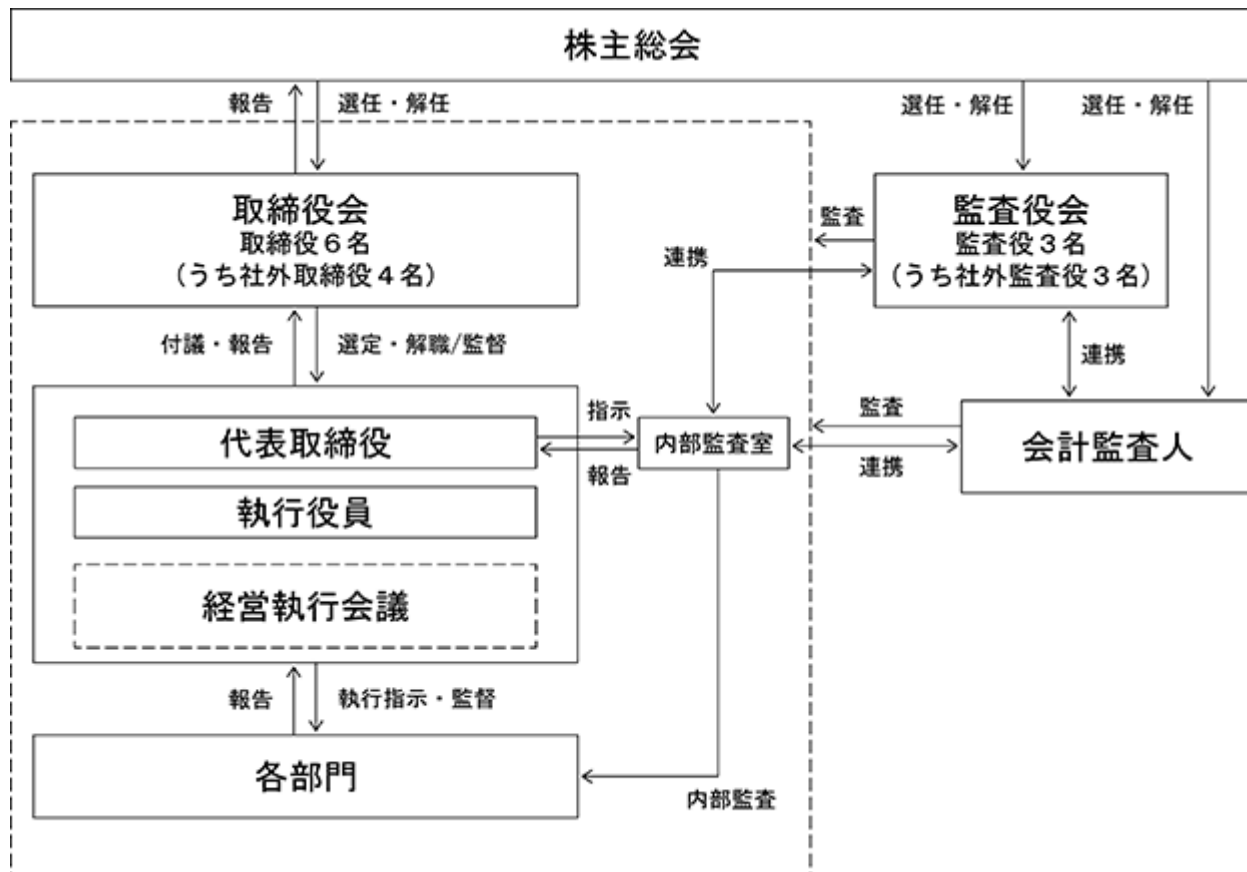 株主総会
報告
選任・解任
選任・解任
選任・解任
取締役会
取締役6名
（うち社外取締役4名）
監査
監査役会
監査役3名
（うち社外監査役3名）
連携
付議・報告
選定・解職/監督
連携
代表取締役
指示
報告
内部監査室
監査
連携
会計監査人
執行役員
経営執行会議
報告
執行指示・監督
各部門
内部監査